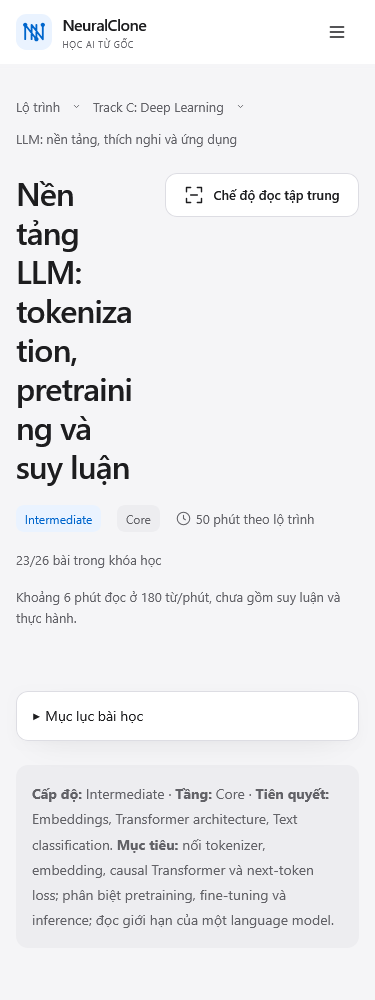 NeuralClone
HỌC AI TỪ GỐC
Lộ trình
Track C: Deep Learning
LLM: nền tảng, thích nghi và ứng dụng
Nền
tảng
LLM:
tokeniza
tion,
pretraini
ng và
suy luận
Chế độ đọc tập trung
Intermediate
Core
50 phút theo lộ trình
23/26 bài trong khóa học
Khoảng 6 phút đọc ở 180 từ/phút, chưa gồm suy luận và
thực hành.
Mục lục bài học
Cấp độ: Intermediate · Tầng: Core · Tiên quyết:
Embeddings, Transformer architecture, Text
classification. Mục tiêu: nối tokenizer,
embedding, causal Transformer và next-token
loss; phân biệt pretraining, fine-tuning và
inference; đọc giới hạn của một language model.